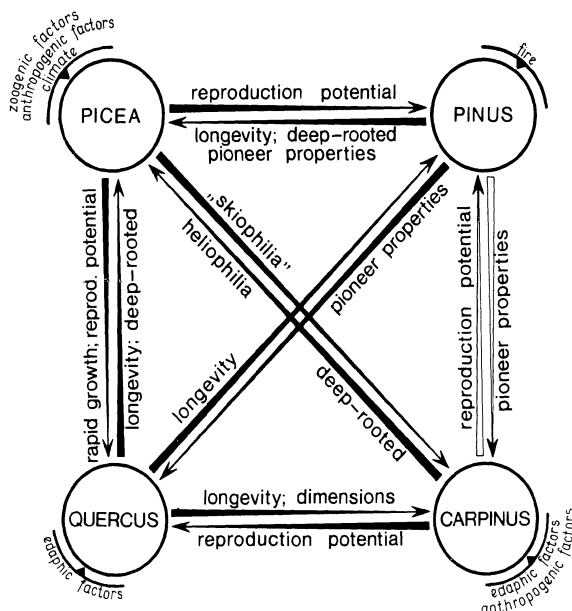 zoogenic factors
anthropogenic factors
climate
fire
PICEA
PINUS
reproduction potential
longevity; deep-rooted
pioneer properties
„skiophilia”
heliophilia
pioneer properties
longevity
deep-rooted
rapid growth; reprod. potential
longevity; deep-rooted
reproduction potential
pioneer properties
QUERCUS
CARPINUS
longevity; dimensions
reproduction potential
edaphic factors
edaphic factors
anthropogenic factors